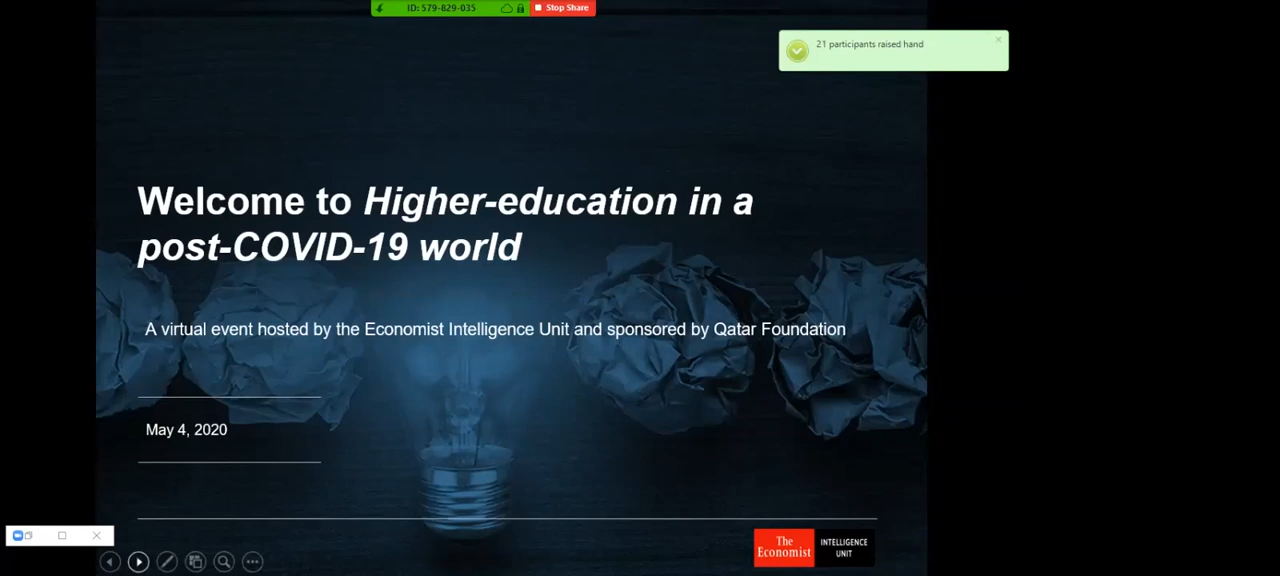 ID: 579-829-035
Stop Share
21 participants raised hand
Welcome to Higher-education in a
post-COVID-19 world
A virtual event hosted by the Economist Intelligence Unit and sponsored by Qatar Foundation
May 4, 2020
The
Economist
INTELLIGENCE
UNIT